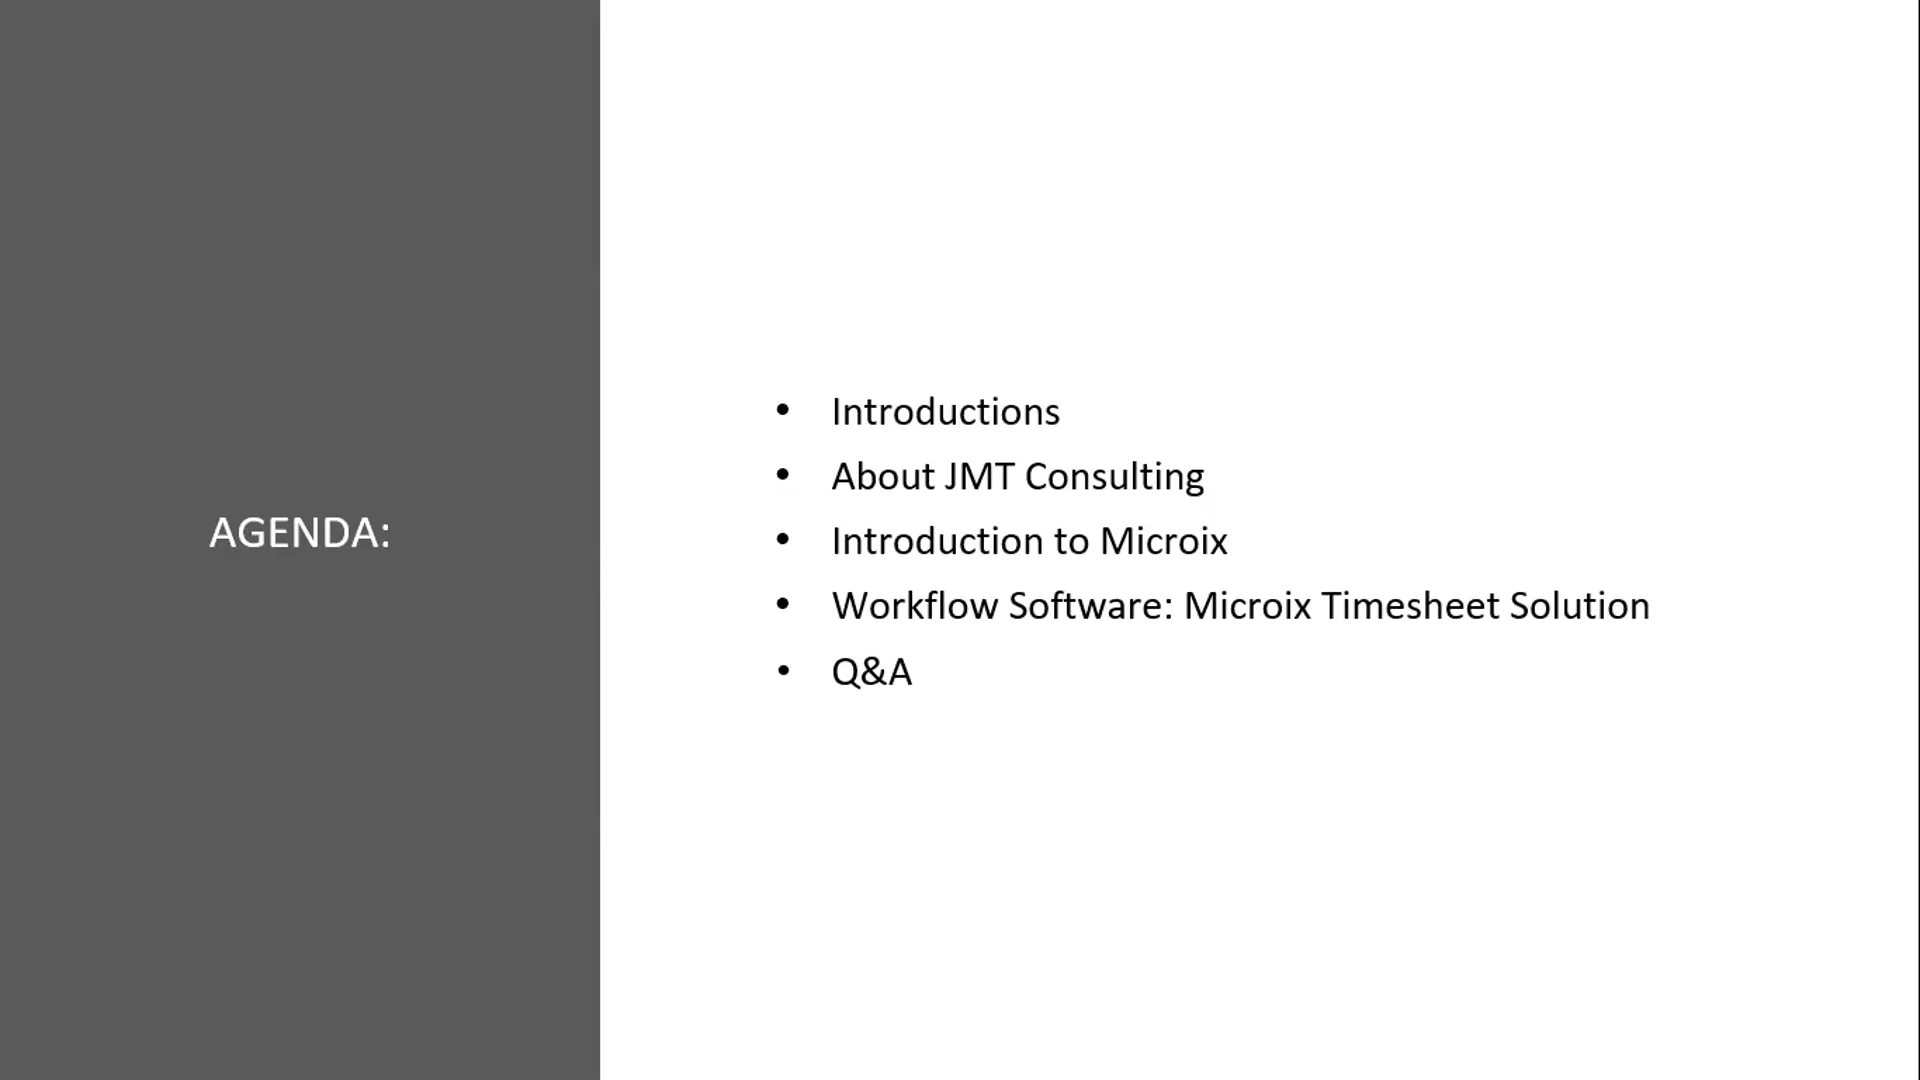 AGENDA:
• Introductions
• About JMT Consulting
• Introduction to Microix
• Workflow Software: Microix Timesheet Solution
• Q&A